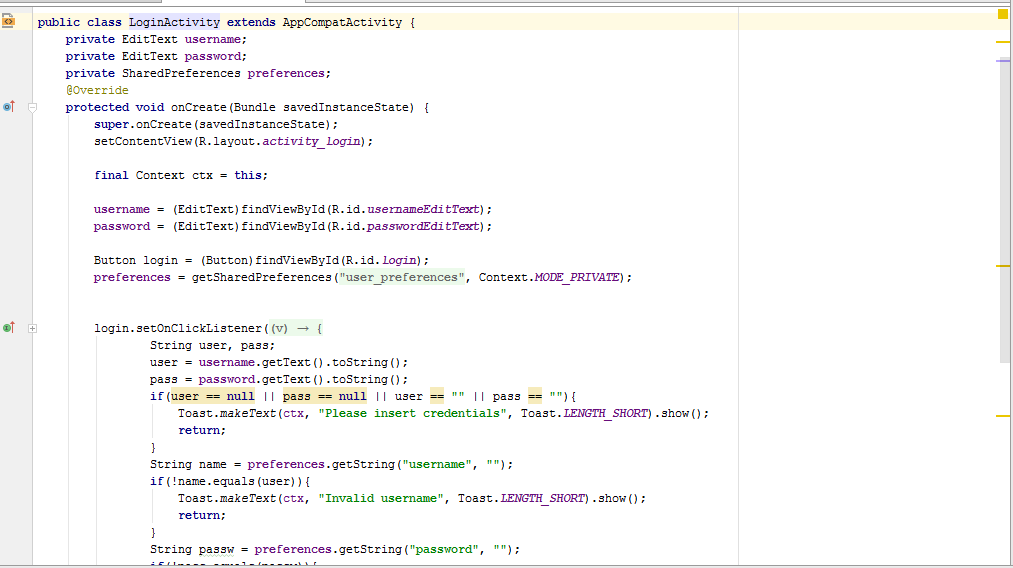 public class LoginActivity extends AppCompatActivity {
    private EditText username;
    private EditText password;
    private SharedPreferences preferences;
    @Override
    protected void onCreate(Bundle savedInstanceState) {
        super.onCreate(savedInstanceState);
        setContentView(R.layout.activity_login);
        final Context ctx = this;
        username = (EditText)findViewById(R.id.usernameEditText);
        password = (EditText)findViewById(R.id.passwordEditText);
        Button login = (Button)findViewById(R.id.login);
        preferences = getSharedPreferences("user_preferences", Context.MODE_PRIVATE);
        login.setOnClickListener((v) → {
                String user, pass;
                user = username.getText().toString();
                pass = password.getText().toString();
                if(user == null || pass == null || user == "" || pass == ""){
                    Toast.makeText(ctx, "Please insert credentials", Toast.LENGTH_SHORT).show();
                    return;
                }
                String name = preferences.getString("username", "");
                if(!name.equals(user)){
                    Toast.makeText(ctx, "Invalid username", Toast.LENGTH_SHORT).show();
                    return;
                }
                String passw = preferences.getString("password", "");